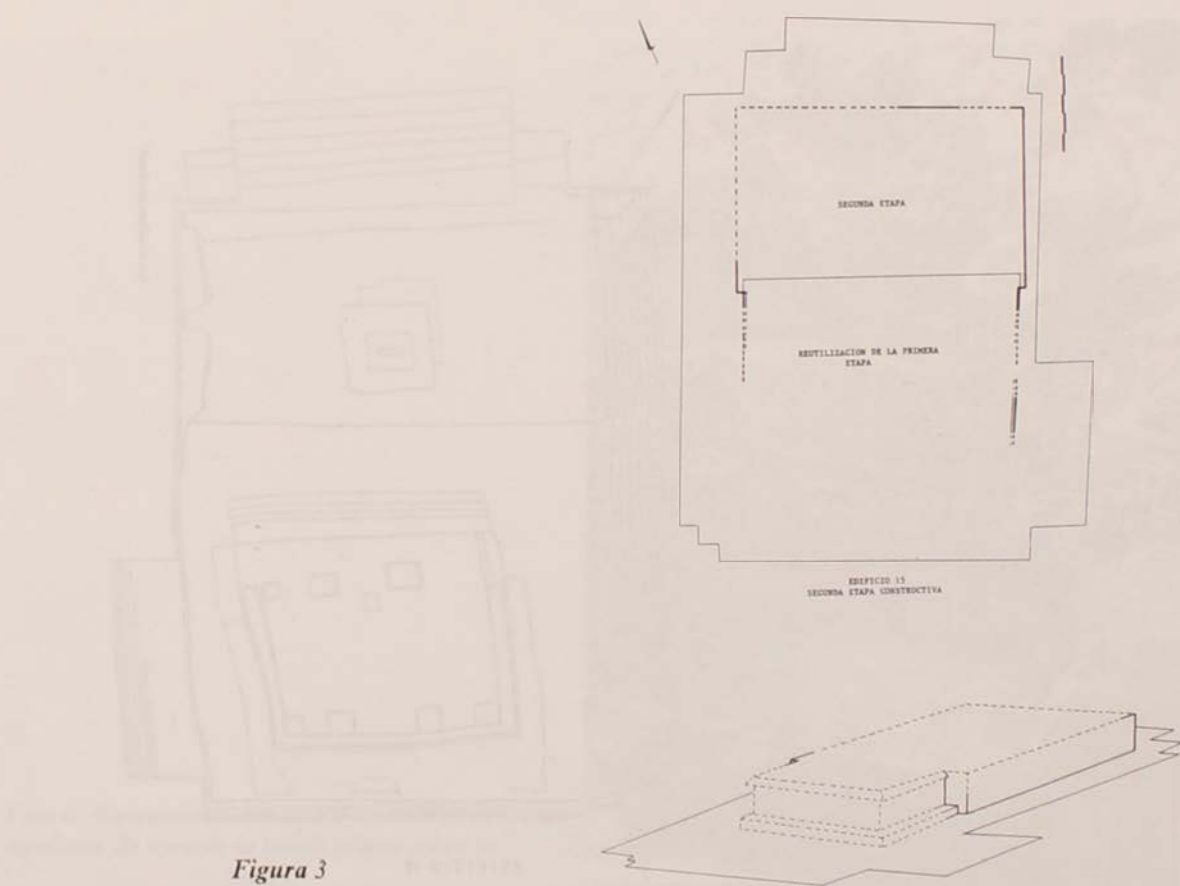 SEGUNDA ETAPA
REUTILIZACION DE LA PRIMERA
ETAPA
EDIFICIO 15
SEGUNDA ETAPA CONSTRUCTIVA
Figura 3